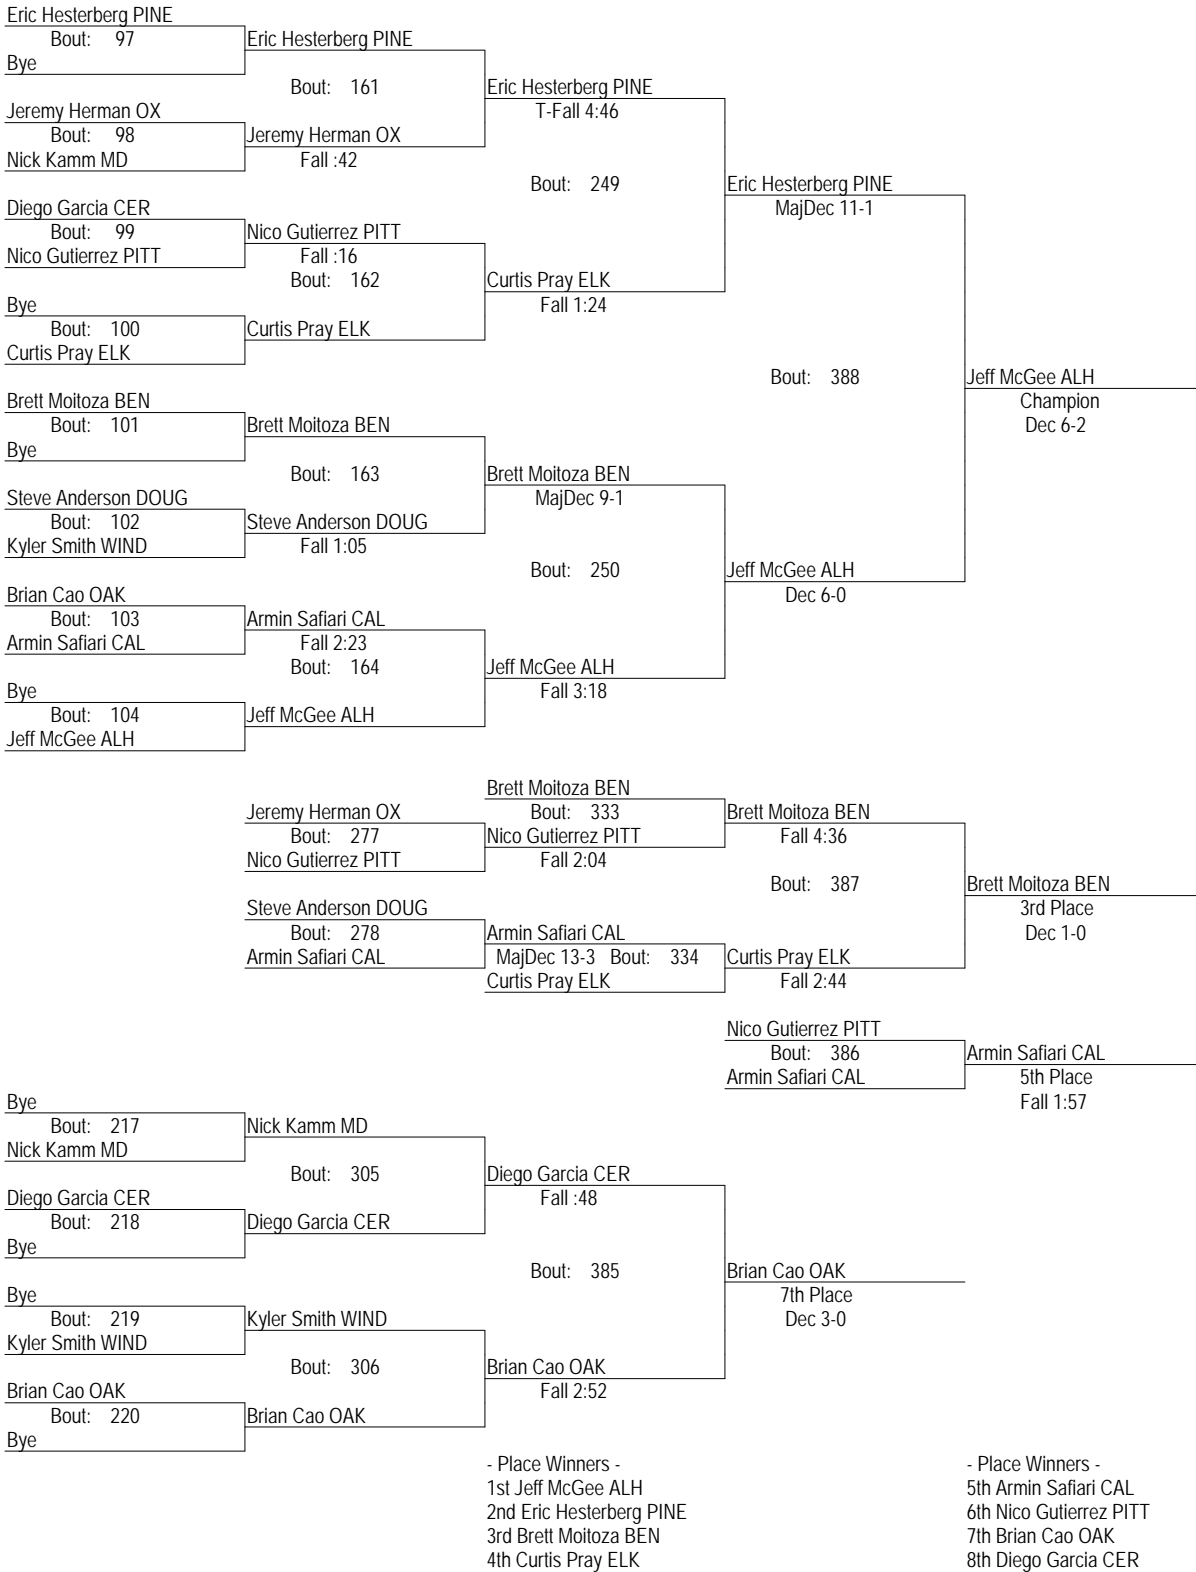 Eric Hesterberg PINE
Bout: 97
Eric Hesterberg PINE
Bye
Bout: 161
Eric Hesterberg PINE
Jeremy Herman OX
T-Fall 4:46
Bout: 98
Jeremy Herman OX
Nick Kamm MD
Fall :42
Bout: 249
Eric Hesterberg PINE
Diego Garcia CER
MajDec 11-1
Bout: 99
Nico Gutierrez PITT
Nico Gutierrez PITT
Fall :16
Bout: 162
Curtis Pray ELK
Bye
Fall 1:24
Bout: 100
Curtis Pray ELK
Curtis Pray ELK
Bout: 388
Jeff McGee ALH
Brett Moitoza BEN
Champion
Bout: 101
Brett Moitoza BEN
Dec 6-2
Bye
Bout: 163
Brett Moitoza BEN
Steve Anderson DOUG
MajDec 9-1
Bout: 102
Steve Anderson DOUG
Kyler Smith WIND
Fall 1:05
Bout: 250
Jeff McGee ALH
Brian Cao OAK
Dec 6-0
Bout: 103
Armin Safiari CAL
Armin Safiari CAL
Fall 2:23
Bout: 164
Jeff McGee ALH
Bye
Fall 3:18
Bout: 104
Jeff McGee ALH
Jeff McGee ALH
Brett Moitoza BEN
Jeremy Herman OX
Bout: 333
Brett Moitoza BEN
Bout: 277
Nico Gutierrez PITT
Fall 4:36
Nico Gutierrez PITT
Fall 2:04
Bout: 387
Brett Moitoza BEN
Steve Anderson DOUG
3rd Place
Bout: 278
Armin Safiari CAL
Dec 1-0
Armin Safiari CAL
MajDec 13-3 Bout: 334
Curtis Pray ELK
Curtis Pray ELK
Fall 2:44
Nico Gutierrez PITT
Bout: 386
Armin Safiari CAL
Armin Safiari CAL
5th Place
Fall 1:57
Bye
Bout: 217
Nick Kamm MD
Nick Kamm MD
Bout: 305
Diego Garcia CER
Diego Garcia CER
Fall :48
Bout: 218
Diego Garcia CER
Bye
Bout: 385
Brian Cao OAK
Bye
7th Place
Bout: 219
Kyler Smith WIND
Dec 3-0
Kyler Smith WIND
Bout: 306
Brian Cao OAK
Brian Cao OAK
Fall 2:52
Bout: 220
Brian Cao OAK
Bye
- Place Winners -
1st Jeff McGee ALH
2nd Eric Hesterberg PINE
3rd Brett Moitoza BEN
4th Curtis Pray ELK
- Place Winners -
5th Armin Safiari CAL
6th Nico Gutierrez PITT
7th Brian Cao OAK
8th Diego Garcia CER